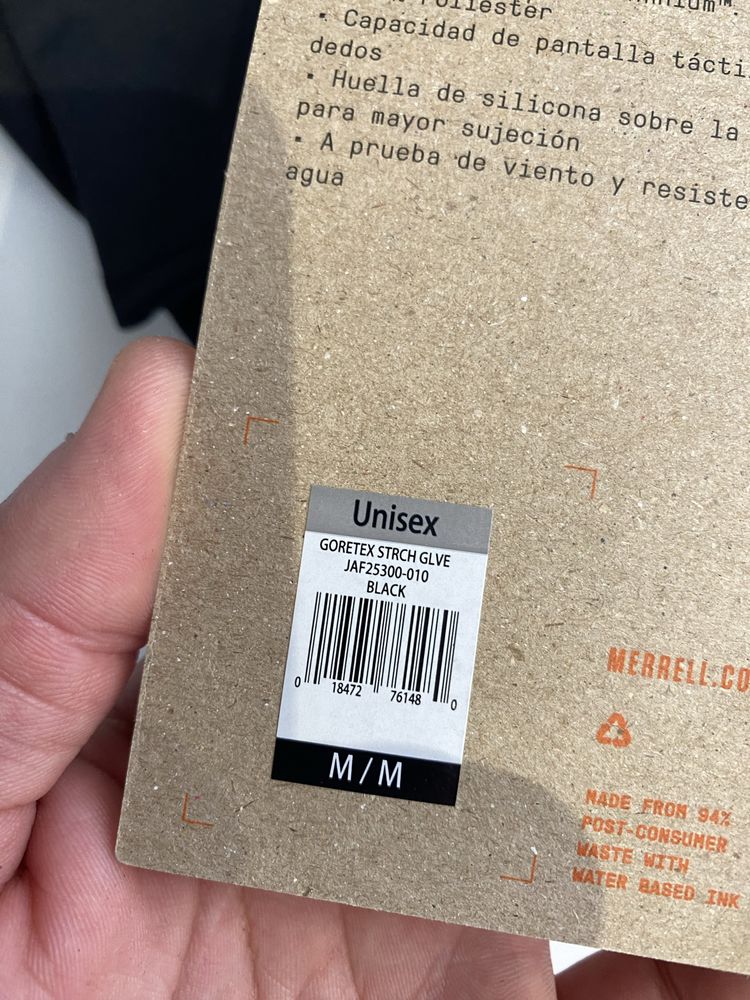 Poliéster
• Capacidad de pantalla
dedos
• Huella de silicona sobre la
para mayor sujeción
• A prueba de viento y
agua
Unisex
GORETEX STRCH GLVE
JAF25300-010
BLACK
0 18472 76148 0
M / M
MERRELL.CO
MADE FROM 94%
POST-CONSUMER
WASTE WITH
WATER BASED INK